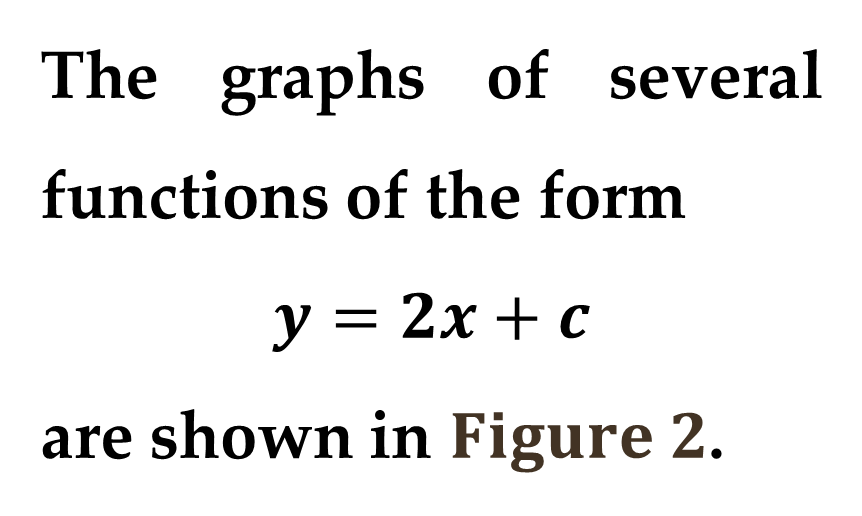 The graphs of several
functions of the form
y = 2x + c
are shown in Figure 2.